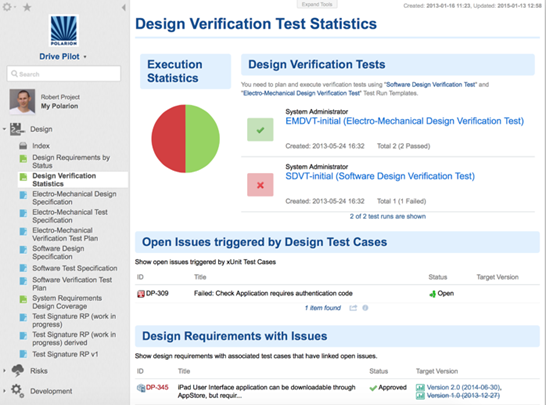 Expand Tools
Created: 2013-01-16 11:23, Updated: 2015-01-13 12:58
POLARION
Drive Pilot
Search
Robert Project
My Polarion
Design
Index
Design Requirements by
Status
Design Verification
Statistics
Electro-Mechanical Design
Specification
Electro-Mechanical Test
Specification
Electro-Mechanical
Verification Test Plan
Software Design
Specification
Software Test Specification
Software Verification Test
Plan
System Requirements
Design Coverage
Test Signature RP (work in
progress)
Test Signature RP (work in
progress) derived
Test Signature RP v1
Risks
Development
Design Verification Test Statistics
Execution
Statistics
Design Verification Tests
You need to plan and execute verification tests using "Software Design Verification Test" and
"Electro-Mechanical Design Verification Test" Test Run Templates.
System Administrator
EMDVT-initial (Electro-Mechanical Design Verification Test)
Created: 2013-05-24 16:32 Total 2 (2 Passed)
System Administrator
SDVT-initial (Software Design Verification Test)
Created: 2013-05-24 16:32 Total 1 (1 Failed)
2 of 2 test runs are shown
Open Issues triggered by Design Test Cases
Show open issues triggered by xUnit Test Cases
ID Title Status Target Version
DP-309 Failed: Check Application requires authentication code Open
1 item found
Design Requirements with Issues
Show design requirements with associated test cases that have linked open issues.
ID Title Status Target Version
DP-345 iPad User Interface application can be downloadable through Approved Version 2.0 (2014-06-30),
AppStore, but requir... Version 1.0 (2013-12-27)